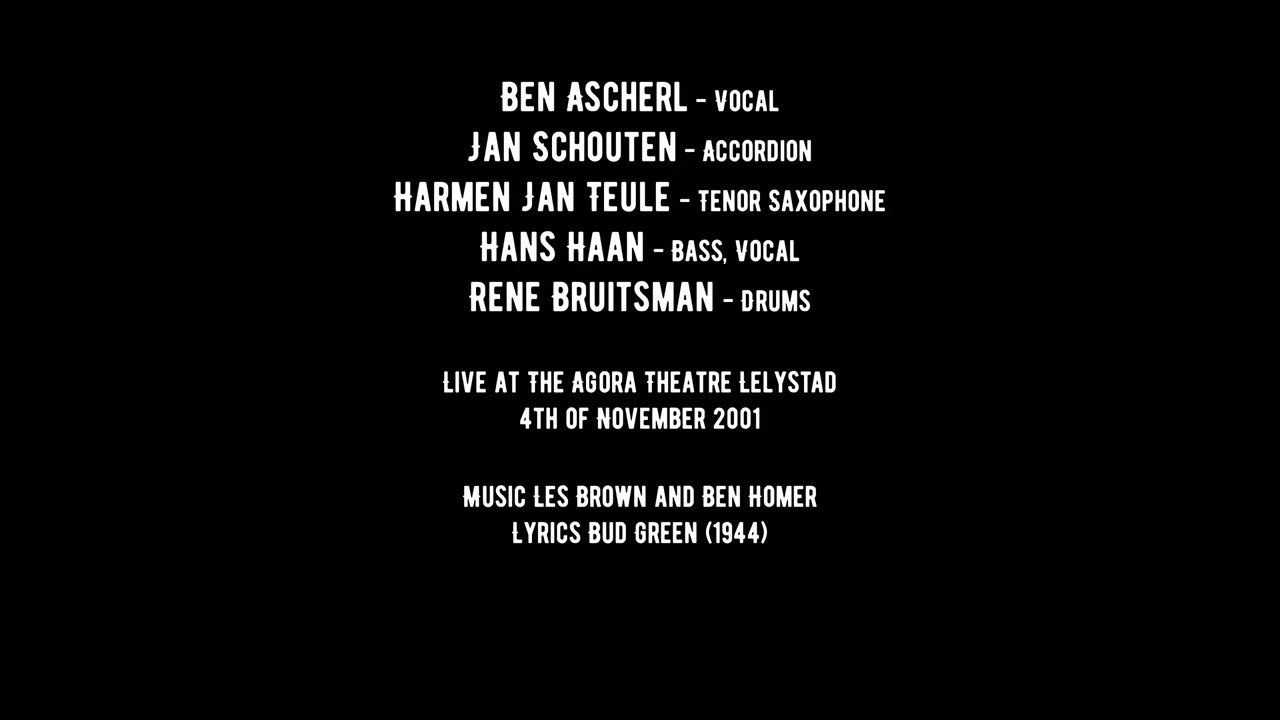 Ben Ascherl - Vocal
Jan Schouten - Accordion
Harmen Jan Teule - Tenor Saxophone
Hans Haan - Bass, Vocal
Rene Bruitsman - Drums
Live at the Agora Theatre Lelystad
4th of November 2001
Music Les Brown and Ben Homer
Lyrics Bud Green (1944)